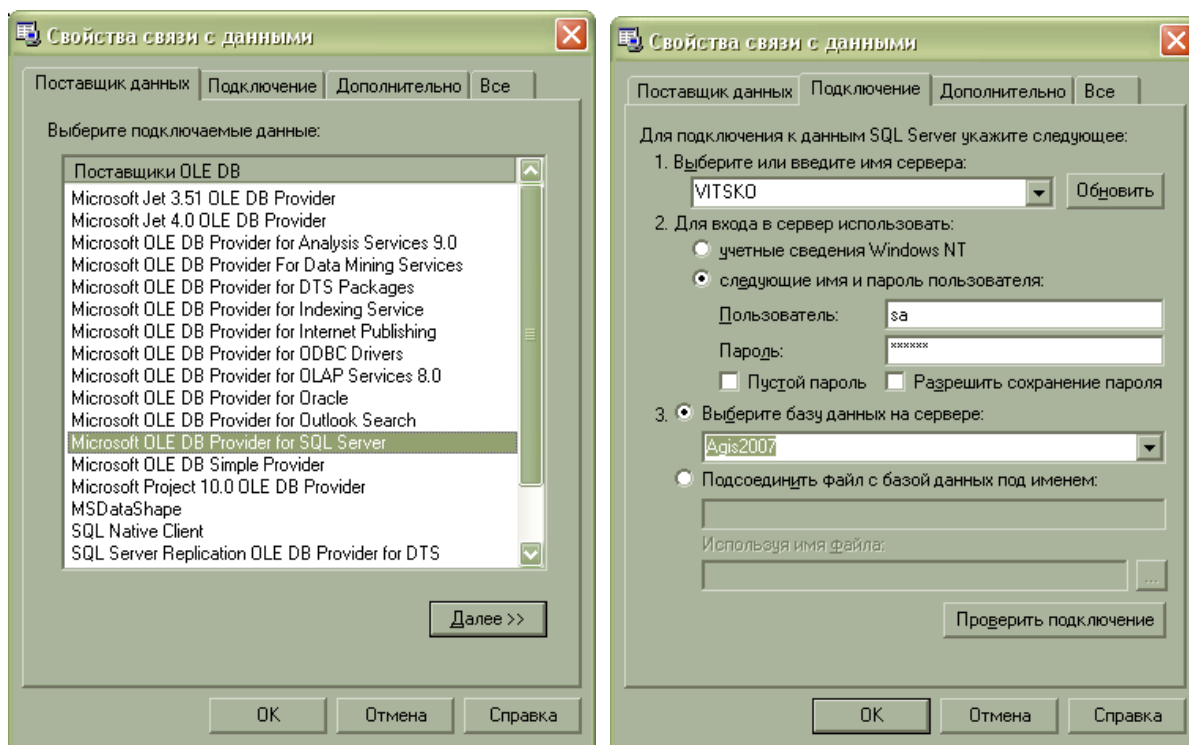 Свойства связи с данными
Поставщик данных Подключение Дополнительно Все
Выберите подключаемые данные:
Поставщики OLE DB
Microsoft Jet 3.51 OLE DB Provider
Microsoft Jet 4.0 OLE DB Provider
Microsoft OLE DB Provider for Analysis Services 9.0
Microsoft OLE DB Provider For Data Mining Services
Microsoft OLE DB Provider for DTS Packages
Microsoft OLE DB Provider for Indexing Service
Microsoft OLE DB Provider for Internet Publishing
Microsoft OLE DB Provider for ODBC Drivers
Microsoft OLE DB Provider for OLAP Services 8.0
Microsoft OLE DB Provider for Oracle
Microsoft OLE DB Provider for Outlook Search
Microsoft OLE DB Provider for SQL Server
Microsoft OLE DB Simple Provider
Microsoft Project 10.0 OLE DB Provider
MSDataShape
SQL Native Client
SQL Server Replication OLE DB Provider for DTS
Далее >>
OK Отмена Справка
Свойства связи с данными
Поставщик данных Подключение Дополнительно Все
Для подключения к данным SQL Server укажите следующее:
1. Выберите или введите имя сервера:
VITSKO Обновить
2. Для входа в сервер использовать:
учетные сведения Windows NT
следующие имя и пароль пользователя:
Пользователь: sa
Пароль: ××××××
Пустой пароль Разрешить сохранение пароля
3. Выберите базу данных на сервере:
Agis2007
Подсоединить файл с базой данных под именем:
Используя имя файла:
...
Проверить подключение
OK Отмена Справка